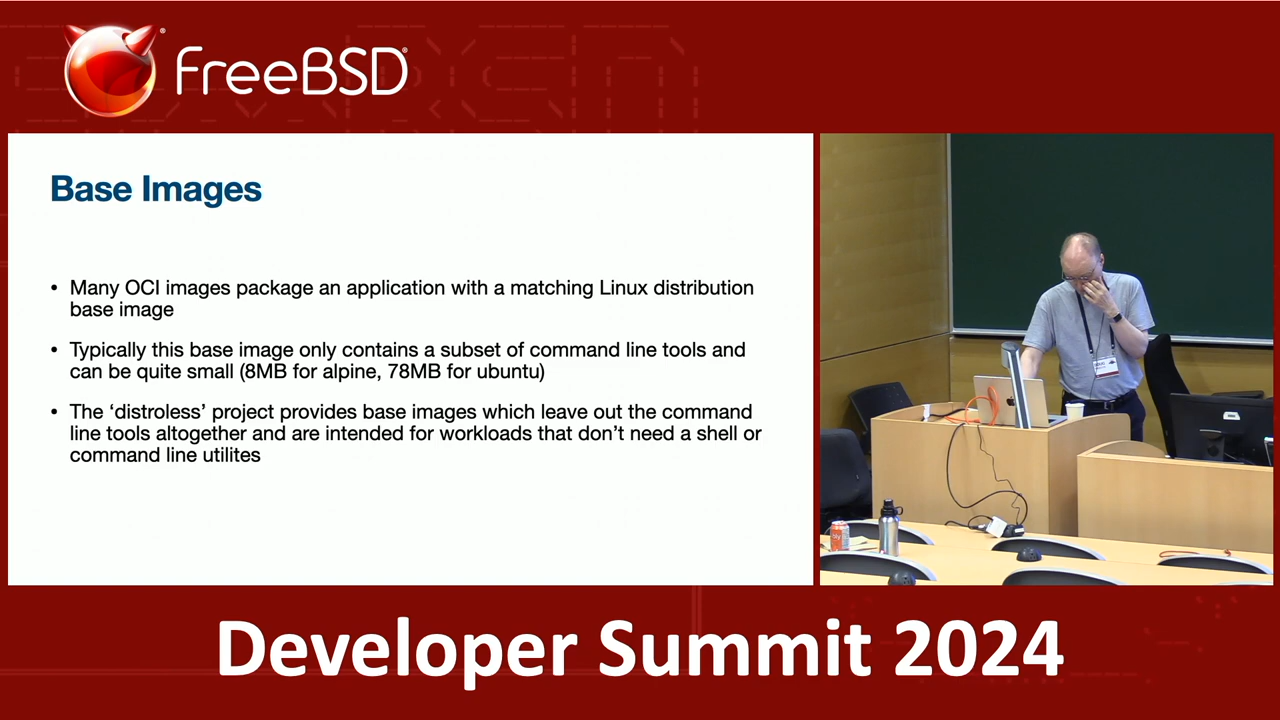 FreeBSD
Base Images
• Many OCI images package an application with a matching Linux distribution
base image
• Typically this base image only contains a subset of command line tools and
can be quite small (8MB for alpine, 78MB for ubuntu)
• The ‘distroless’ project provides base images which leave out the command
line tools altogether and are intended for workloads that don’t need a shell or
command line utilites
Developer Summit 2024